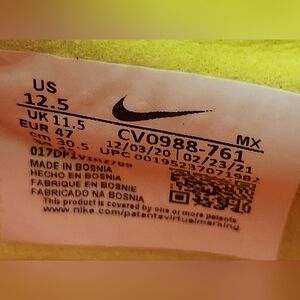 US
12.5
UK 11.5
EUR 47
cm 30.5
CV0988-761
MX
12/03/20 02/23/21
UPC
MADE IN BOSNIA
HECHO EN BOSNIA
FABRIQUE EN BOSNIE
FABRICADO NA BOSNIA
This product is covered by one or more patents
www.nike.com/patentsvirtualmarking